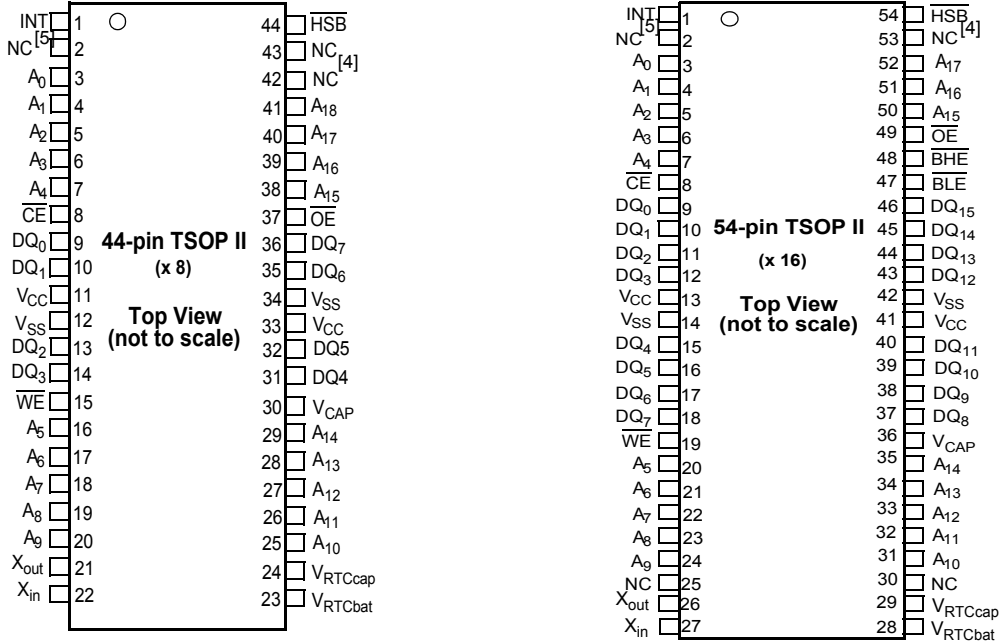 INT 1 44 HSB
NC [5] 2 43 NC [4]
A0 3 42 NC
A1 4 41 A18
A2 5 40 A17
A3 6 39 A16
A4 7 38 A15
CE 8 37 OE
DQ0 9 36 DQ7
DQ1 10 35 DQ6
VCC 11 34 VSS
VSS 12 33 VCC
DQ2 13 32 DQ5
DQ3 14 31 DQ4
WE 15 30 VCAP
A5 16 29 A14
A6 17 28 A13
A7 18 27 A12
A8 19 26 A11
A9 20 25 A10
Xout 21 24 VRTCcap
Xin 22 23 VRTCbat
44-pin TSOP II
(x 8)
Top View
(not to scale)
INT 1 54 HSB
NC [5] 2 53 NC [4]
A0 3 52 A17
A1 4 51 A16
A2 5 50 A15
A3 6 49 OE
A4 7 48 BHE
CE 8 47 BLE
DQ0 9 46 DQ15
DQ1 10 45 DQ14
DQ2 11 44 DQ13
DQ3 12 43 DQ12
VCC 13 42 VSS
VSS 14 41 VCC
DQ4 15 40 DQ11
DQ5 16 39 DQ10
DQ6 17 38 DQ9
DQ7 18 37 DQ8
WE 19 36 VCAP
A5 20 35 A14
A6 21 34 A13
A7 22 33 A12
A8 23 32 A11
A9 24 31 A10
NC 25 30 NC
Xout 26 29 VRTCcap
Xin 27 28 VRTCbat
54-pin TSOP II
(x 16)
Top View
(not to scale)